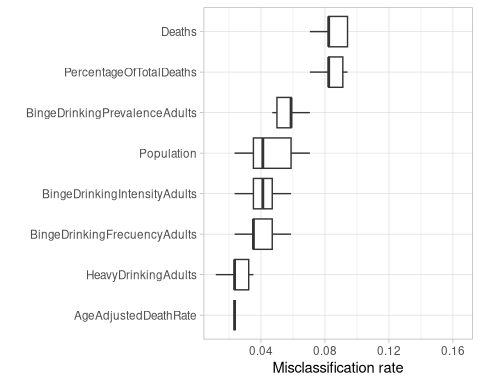 Deaths
PercentageOfTotalDeaths
BingeDrinkingPrevalenceAdults
Population
BingeDrinkingIntensityAdults
BingeDrinkingFrecuencyAdults
HeavyDrinkingAdults
AgeAdjustedDeathRate
0.04 0.08 0.12 0.16
Misclassification rate